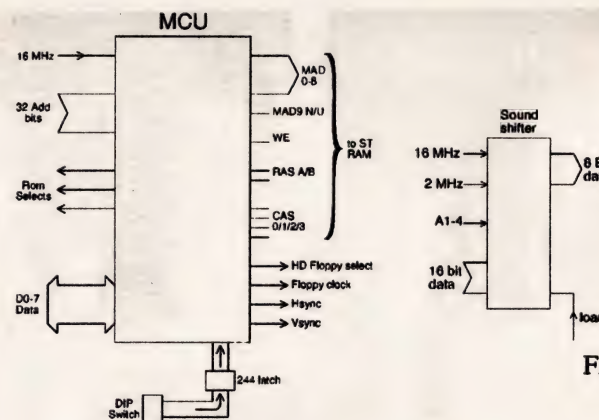 MCU
16 MHz
32 Add
bits
Rom
Selects
D0-7
Data
MAD
0-8
MAD9 N/U
WE
RAS A/B
CAS
0/1/2/3
to ST
RAM
HD Floppy select
Floppy clock
Hsync
Vsync
244 latch
DIP
Switch
Sound
shifter
16 MHz
2 MHz
A1-4
16 bit
data
8